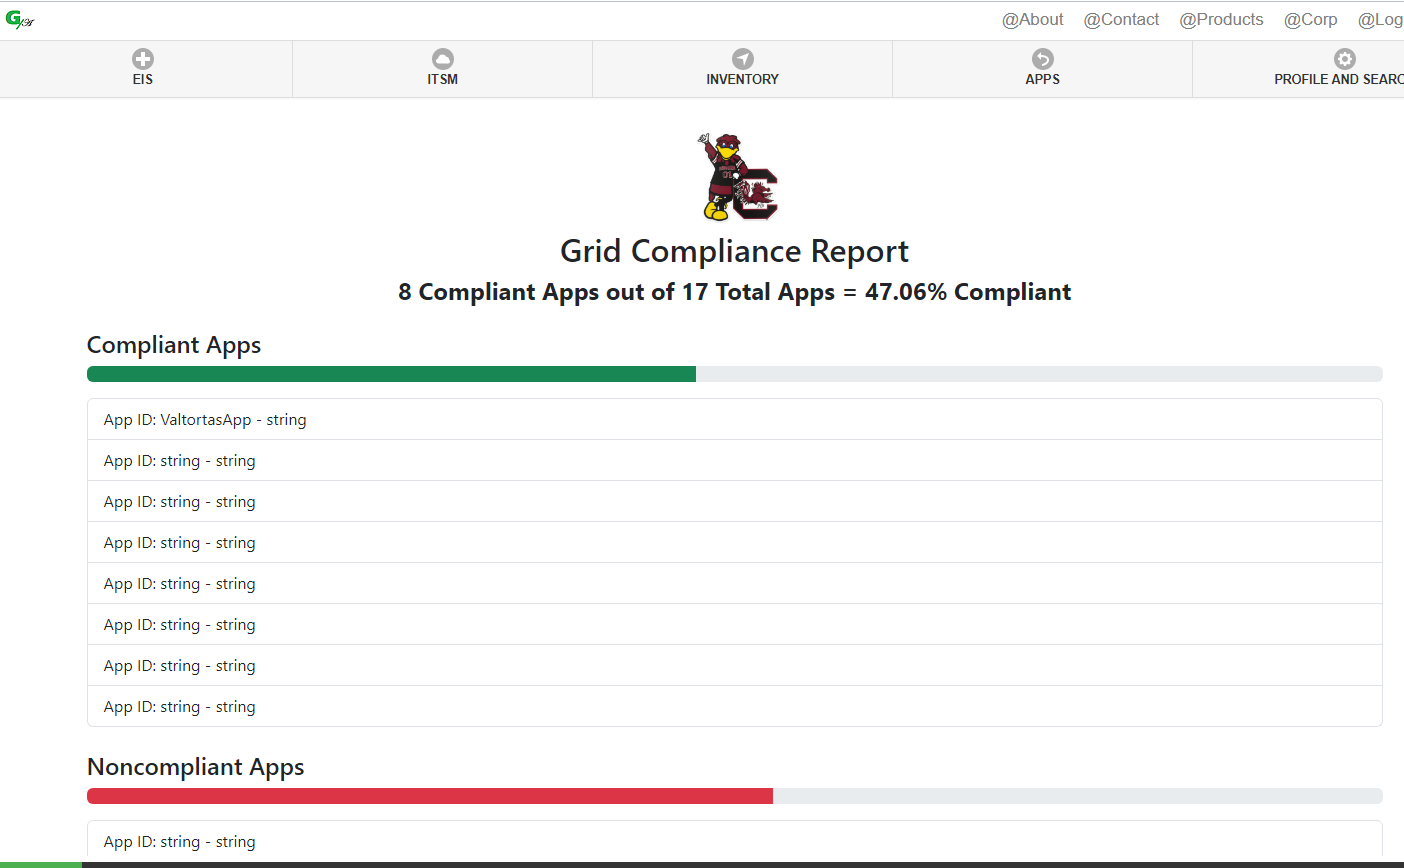 G/A
@About @Contact @Products @Corp @Log
EIS ITSM INVENTORY APPS PROFILE AND SEARC
Grid Compliance Report
8 Compliant Apps out of 17 Total Apps = 47.06% Compliant
Compliant Apps
App ID: ValtortasApp - string
App ID: string - string
App ID: string - string
App ID: string - string
App ID: string - string
App ID: string - string
App ID: string - string
App ID: string - string
Noncompliant Apps
App ID: string - string